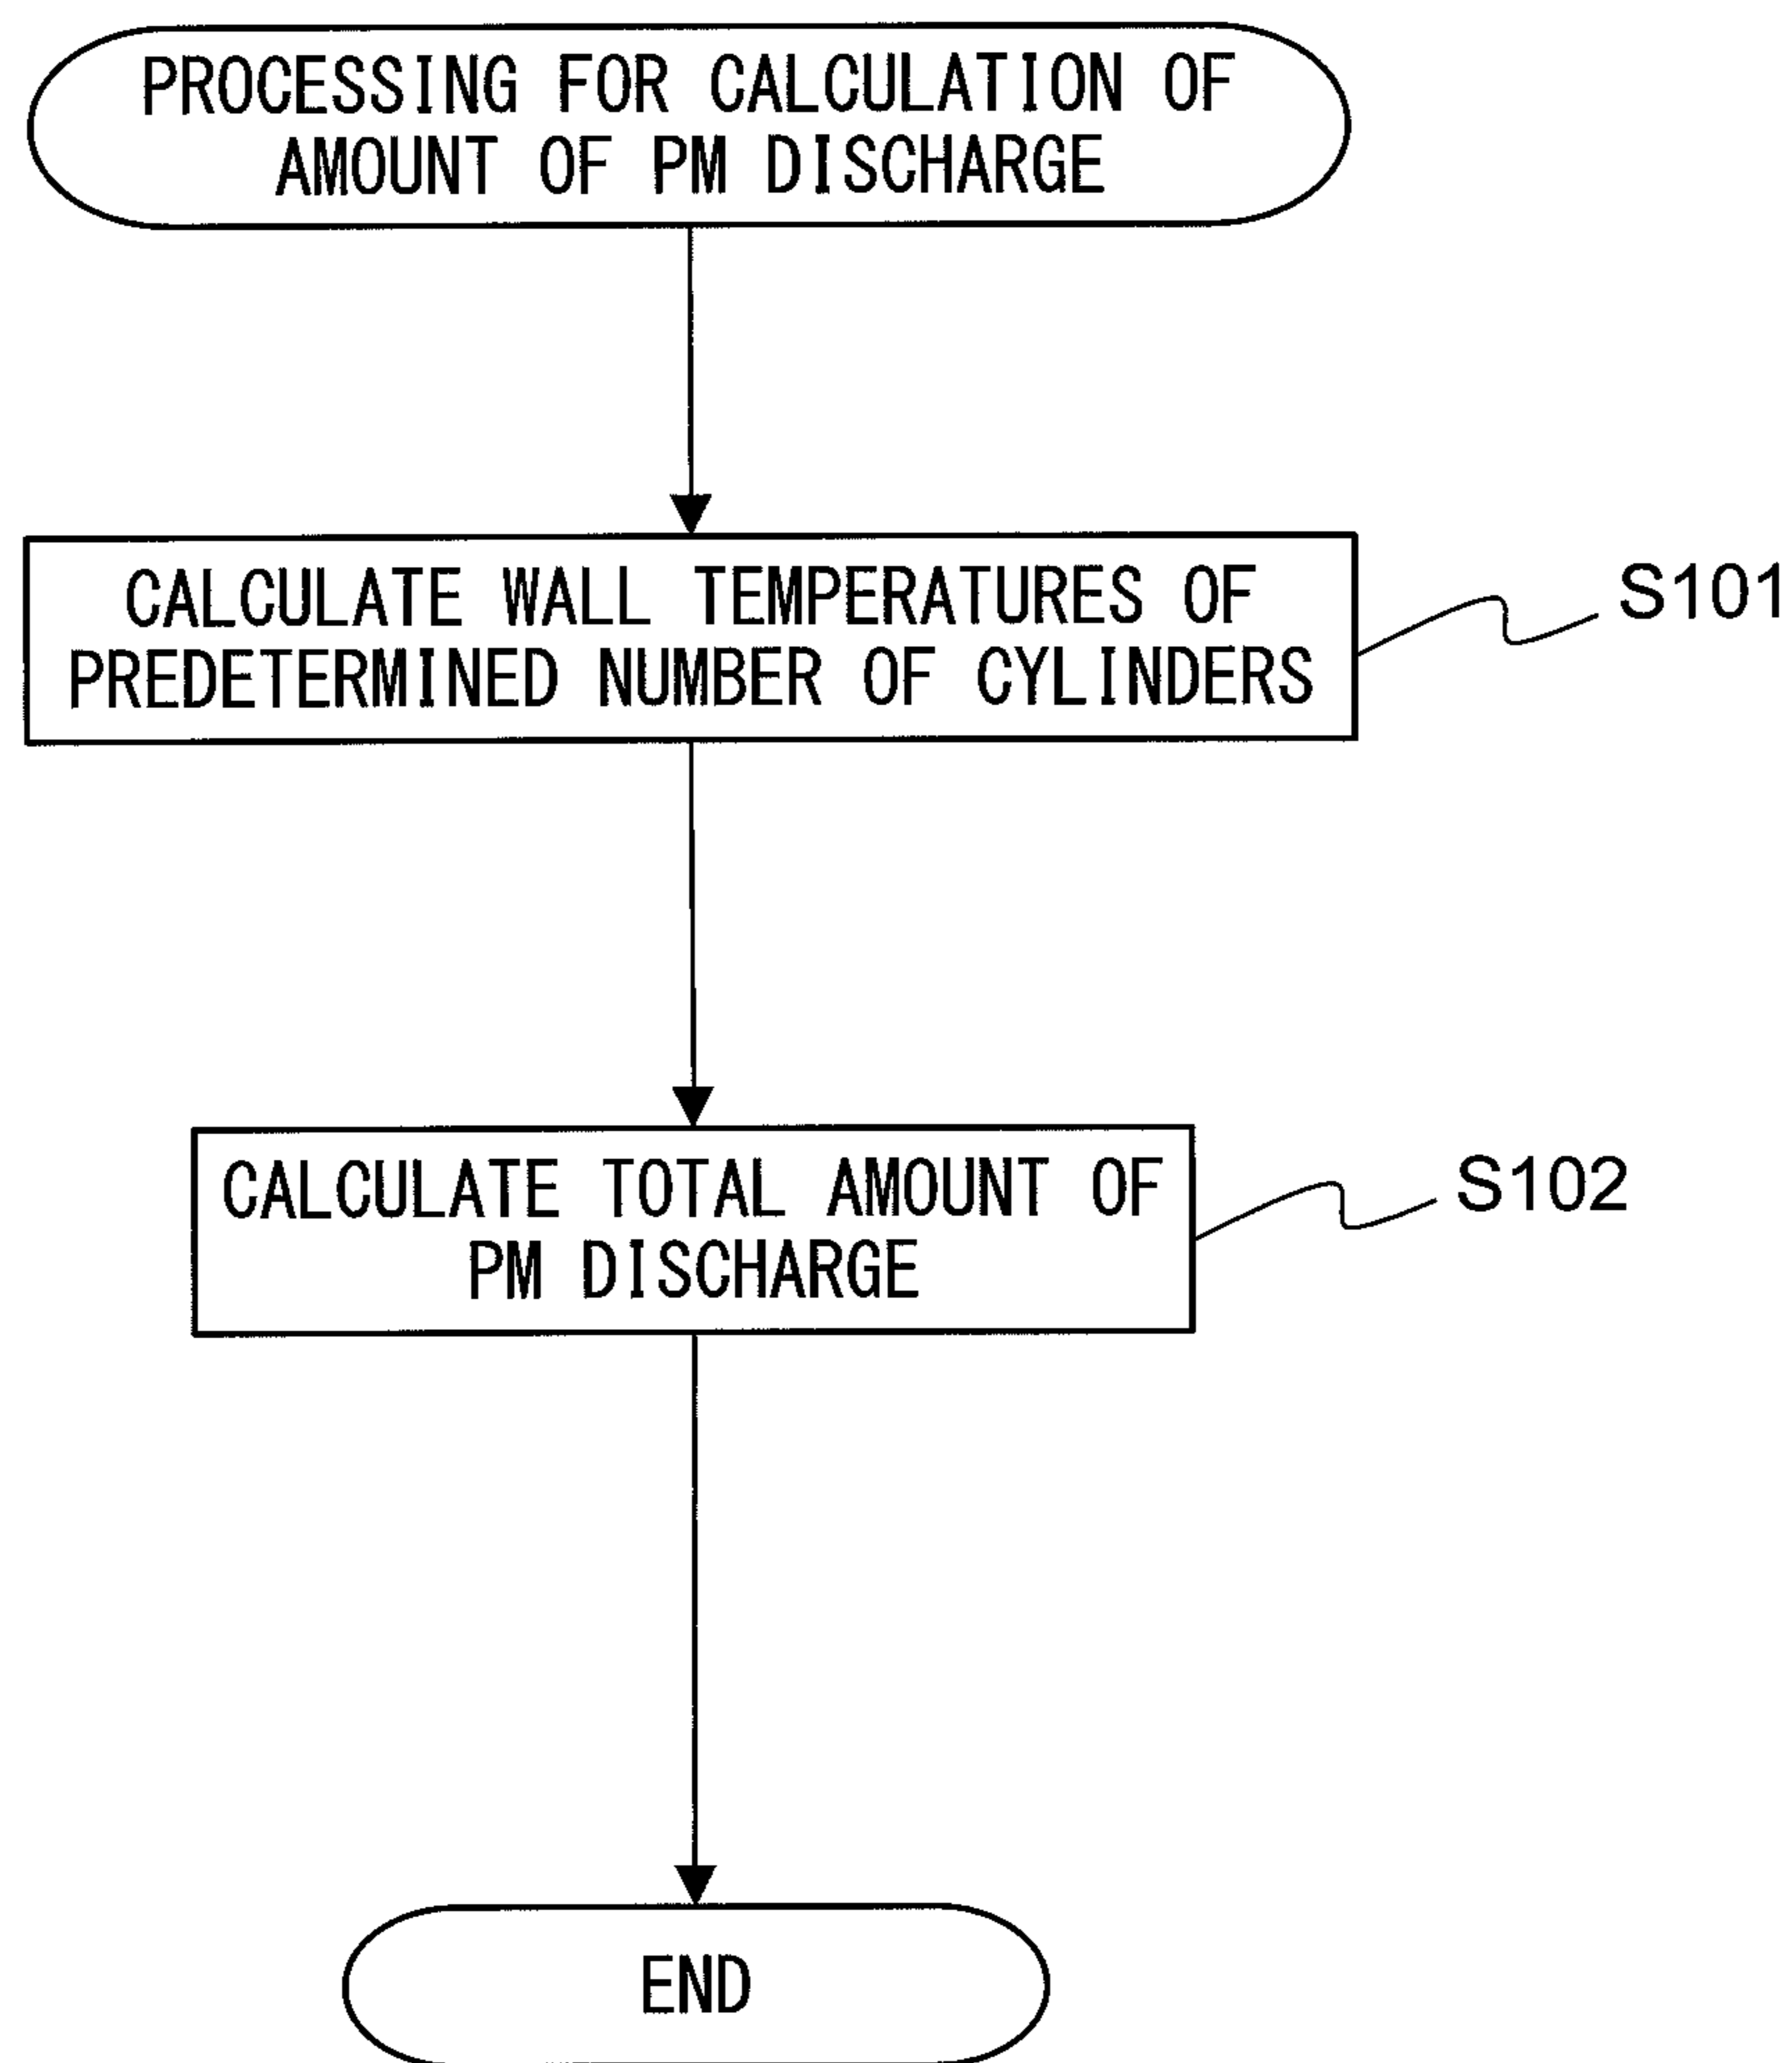 PROCESSING FOR CALCULATION OF
AMOUNT OF PM DISCHARGE
CALCULATE WALL TEMPERATURES OF
PREDETERMINED NUMBER OF CYLINDERS
S101
CALCULATE TOTAL AMOUNT OF
PM DISCHARGE
S102
END